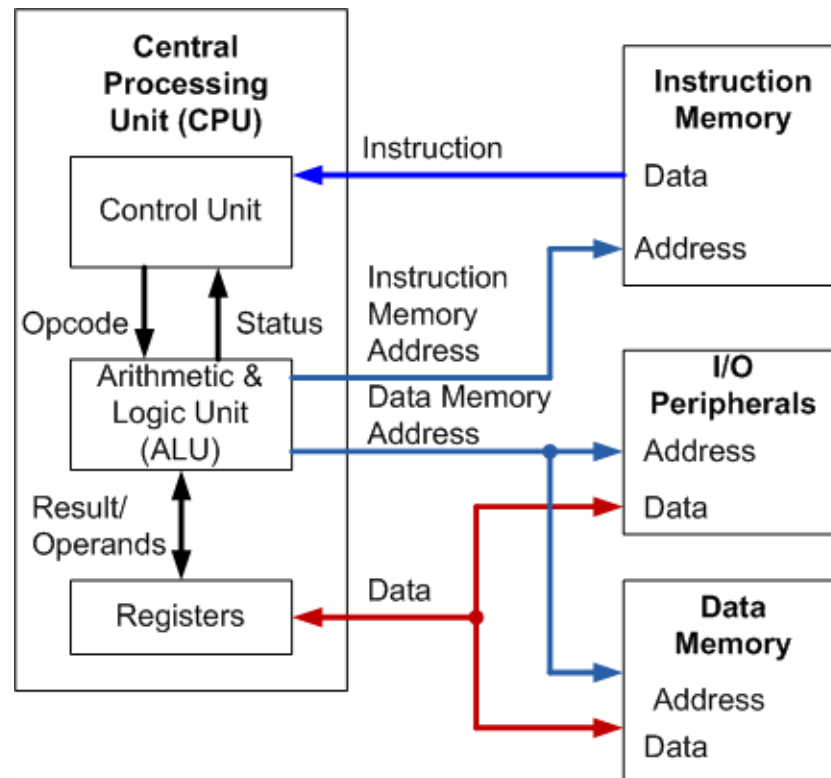 Central
Processing
Unit (CPU)
Control Unit
Opcode
Status
Arithmetic &
Logic Unit
(ALU)
Result/
Operands
Registers
Instruction
Instruction
Memory
Address
Data Memory
Address
Data
Instruction
Memory
Data
Address
I/O
Peripherals
Address
Data
Data
Memory
Address
Data